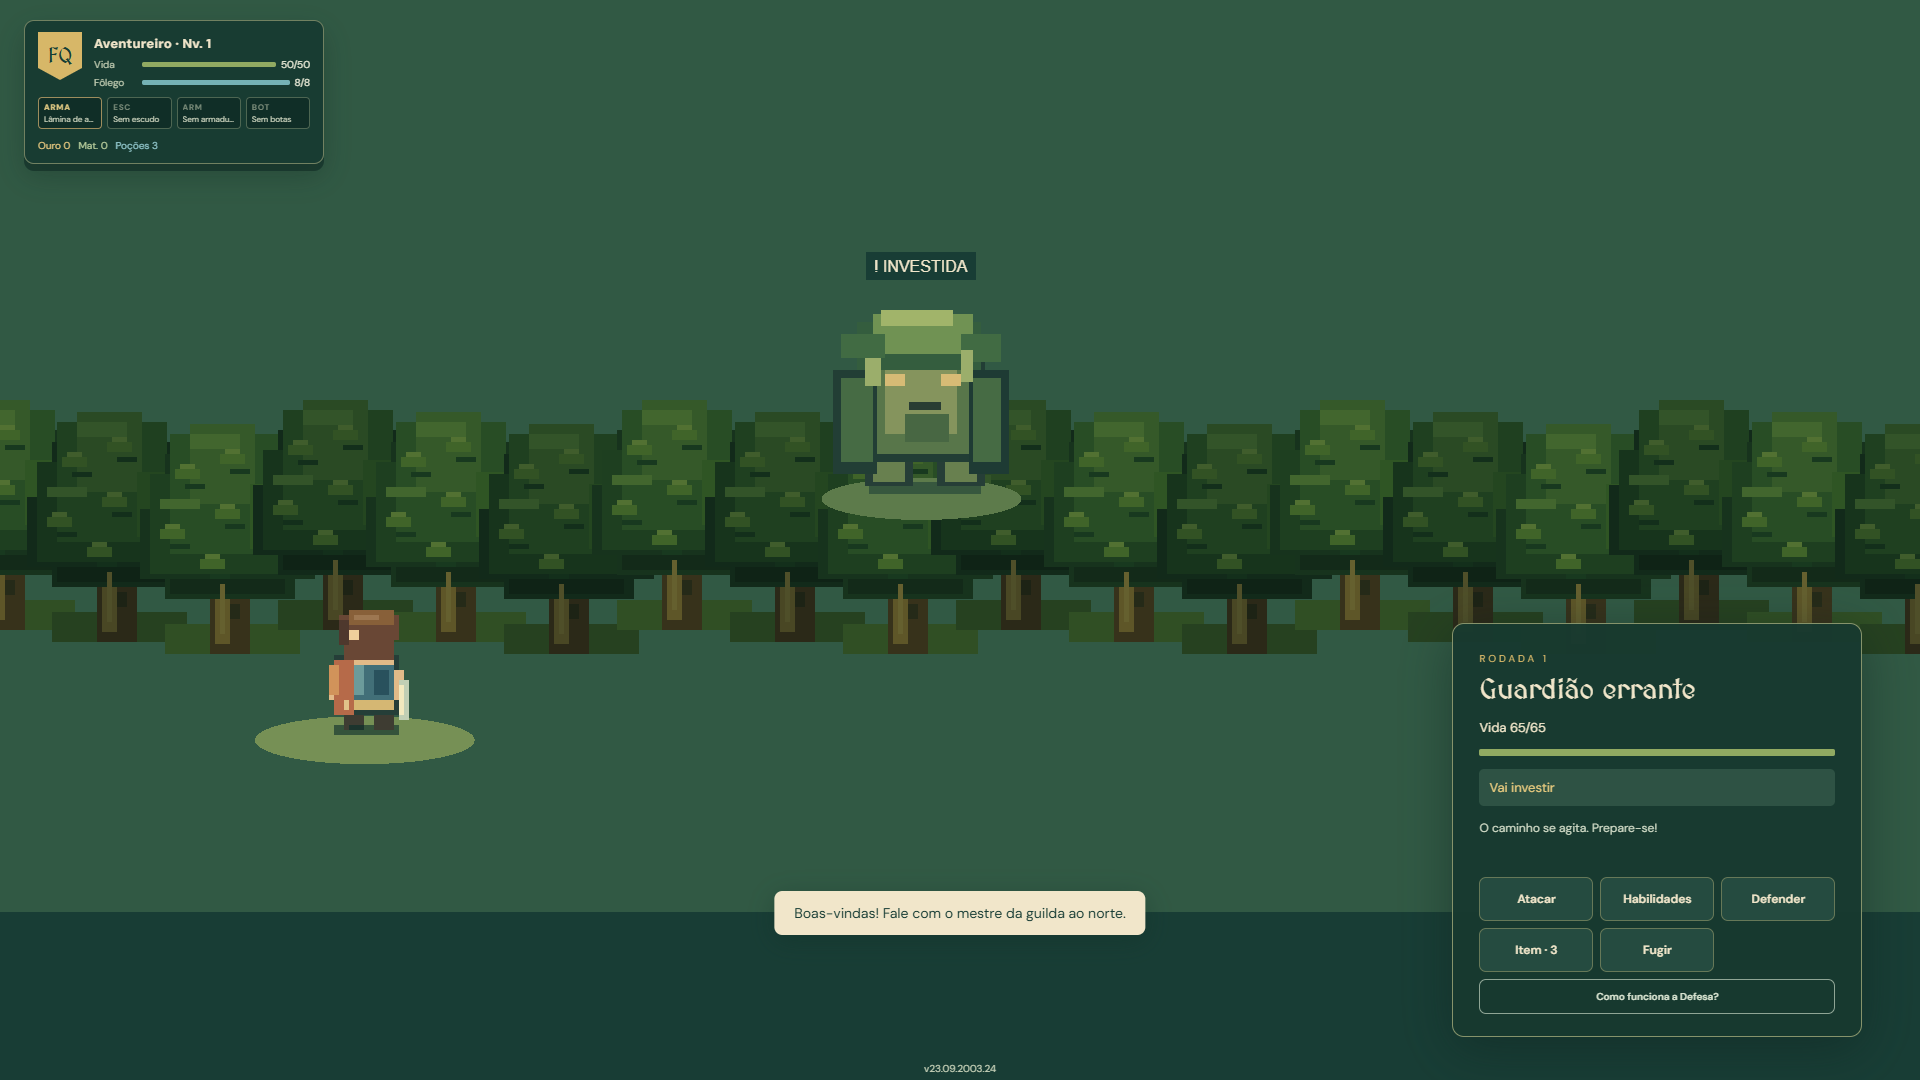 FQ
Aventureiro · Nv. 1
Vida 50/50
Fôlego 8/8
ARMA
Lâmina de a...
ESC
Sem escudo
ARM
Sem armadu...
BOT
Sem botas
Ouro 0 Mat. 0 Poções 3
! INVESTIDA
RODADA 1
Guardião errante
Vida 65/65
Vai investir
O caminho se agita. Prepare-se!
Atacar
Habilidades
Defender
Item · 3
Fugir
Como funciona a Defesa?
Boas-vindas! Fale com o mestre da guilda ao norte.
v23.09.2003.24